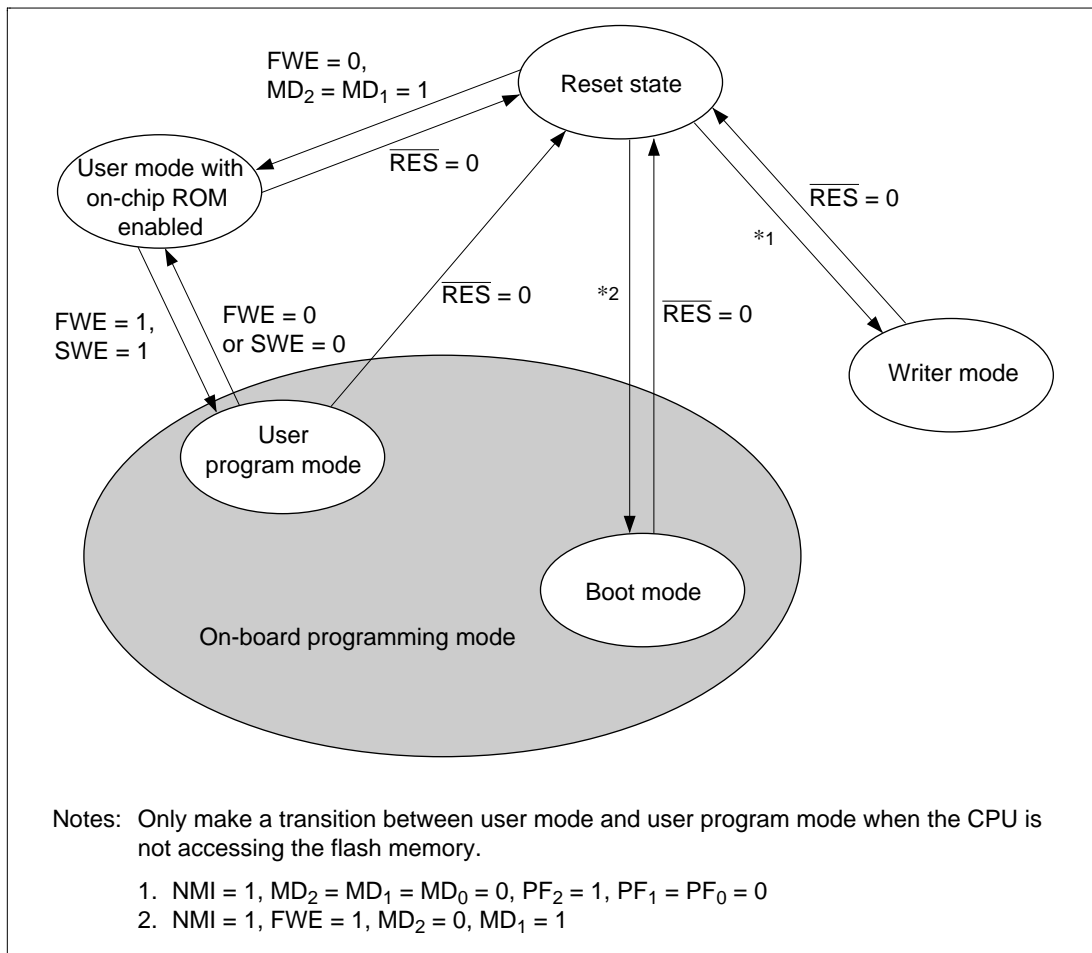 FWE = 0,
MD₂ = MD₁ = 1
Reset state
User mode with
on-chip ROM
enabled
R̅E̅S̅ = 0
R̅E̅S̅ = 0
*1
R̅E̅S̅ = 0
*2
R̅E̅S̅ = 0
FWE = 1,
SWE = 1
FWE = 0
or SWE = 0
Writer mode
User
program mode
Boot mode
On-board programming mode
Notes: Only make a transition between user mode and user program mode when the CPU is
not accessing the flash memory.
1. NMI = 1, MD₂ = MD₁ = MD₀ = 0, PF₂ = 1, PF₁ = PF₀ = 0
2. NMI = 1, FWE = 1, MD₂ = 0, MD₁ = 1